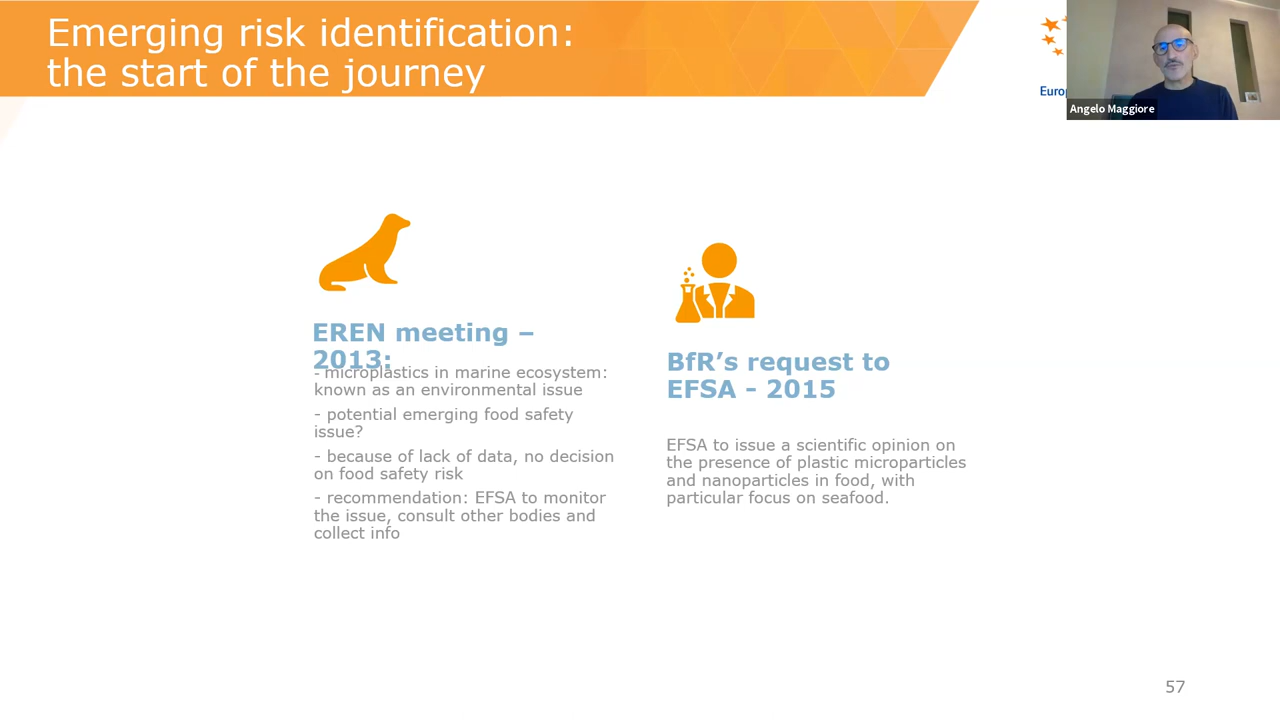 Emerging risk identification:
the start of the journey
Angelo Maggiore
EREN meeting –
2013:
- microplastics in marine ecosystem:
known as an environmental issue
- potential emerging food safety
issue?
- because of lack of data, no decision
on food safety risk
- recommendation: EFSA to monitor
the issue, consult other bodies and
collect info
BfR’s request to
EFSA - 2015
EFSA to issue a scientific opinion on
the presence of plastic microparticles
and nanoparticles in food, with
particular focus on seafood.
57